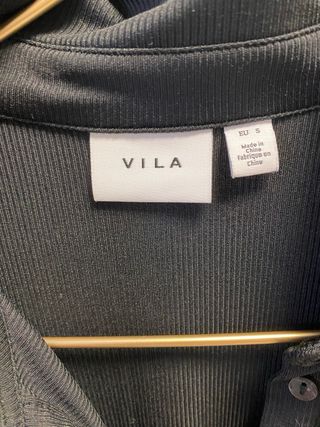 VILA
EU S
Made in
China
Fabriqué en
Chine